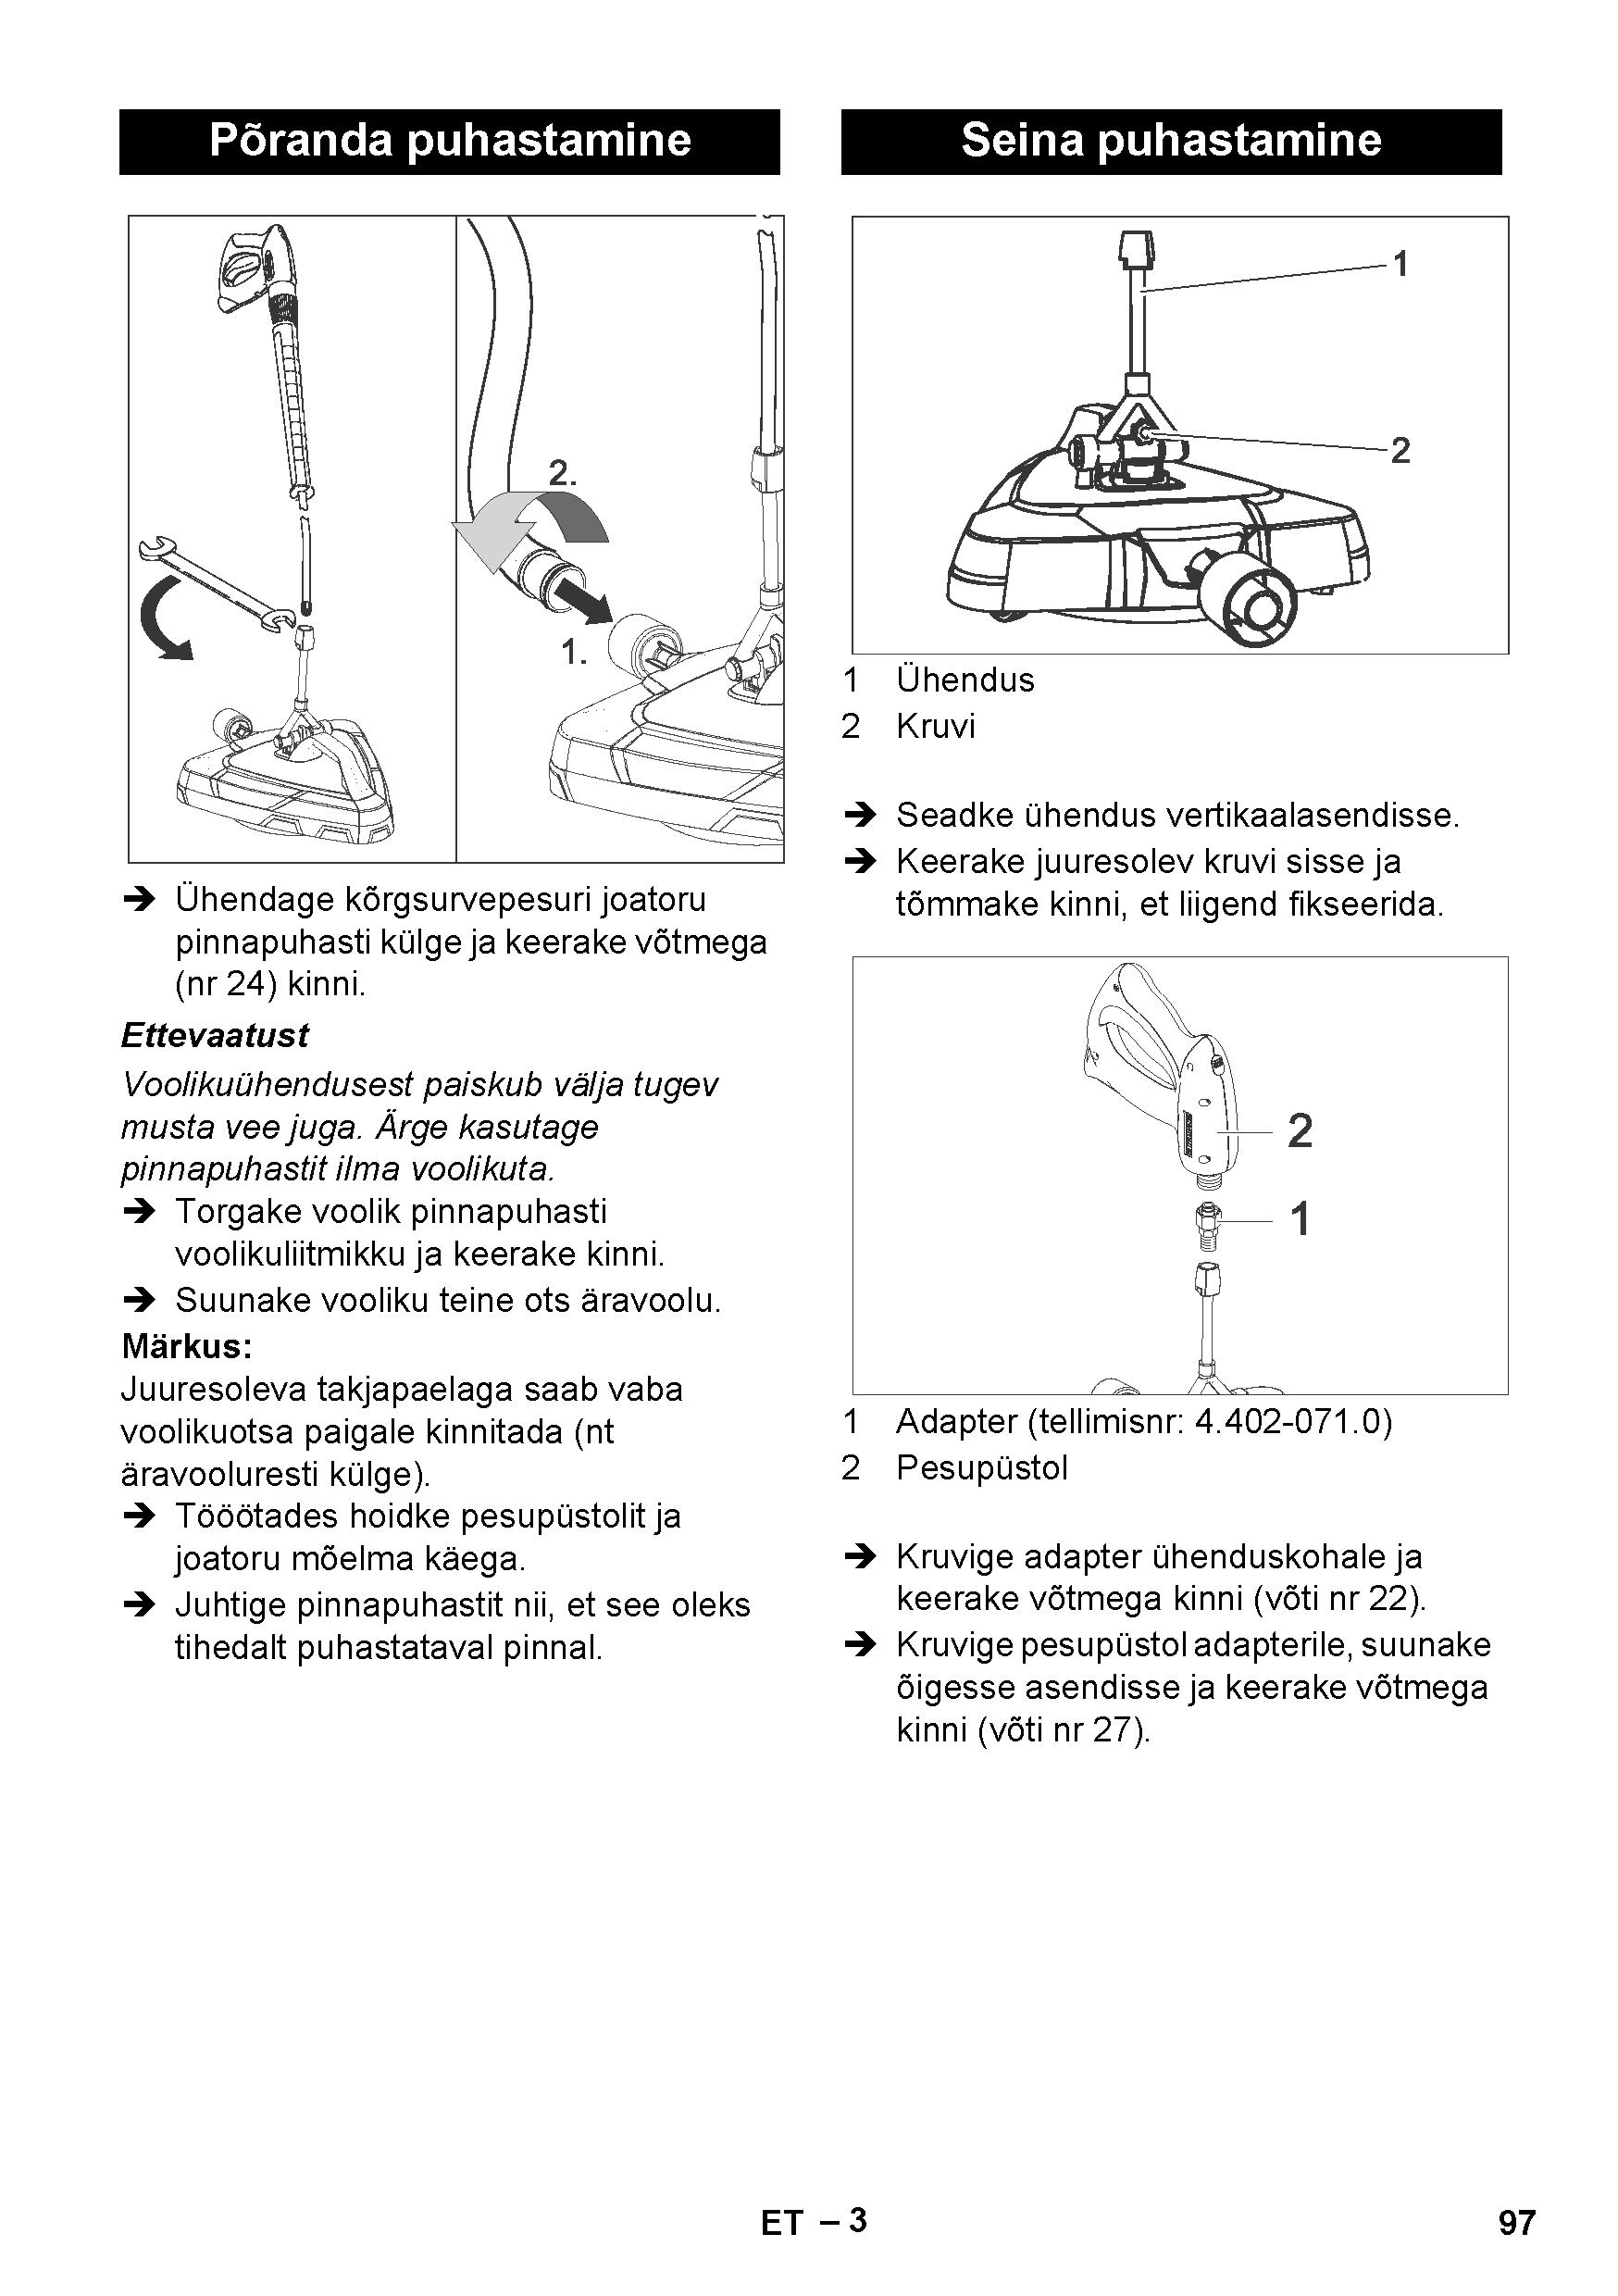 Põranda puhastamine
2.
1.
➔ Ühendage kõrgsurvepesuri joatoru
pinnapuhasti külge ja keerake võtmega
(nr 24) kinni.
Ettevaatust
Voolikuühendusest paiskub välja tugev
musta vee juga. Ärge kasutage
pinnapuhastit ilma voolikuta.
➔ Torgake voolik pinnapuhasti
voolikuliitmikku ja keerake kinni.
➔ Suunake vooliku teine ots äravoolu.
Märkus:
Juuresoleva takjapaelaga saab vaba
voolikuotsa paigale kinnitada (nt
äravooluresti külge).
➔ Tööötades hoidke pesupüstolit ja
joatoru mõelma käega.
➔ Juhtige pinnapuhastit nii, et see oleks
tihedalt puhastataval pinnal.
Seina puhastamine
1
2
1 Ühendus
2 Kruvi
➔ Seadke ühendus vertikaalasendisse.
➔ Keerake juuresolev kruvi sisse ja
tõmmake kinni, et liigend fikseerida.
2
1
1 Adapter (tellimisnr: 4.402-071.0)
2 Pesupüstol
➔ Kruvige adapter ühenduskohale ja
keerake võtmega kinni (võti nr 22).
➔ Kruvige pesupüstol adapterile, suunake
õigesse asendisse ja keerake võtmega
kinni (võti nr 27).
ET – 3
97